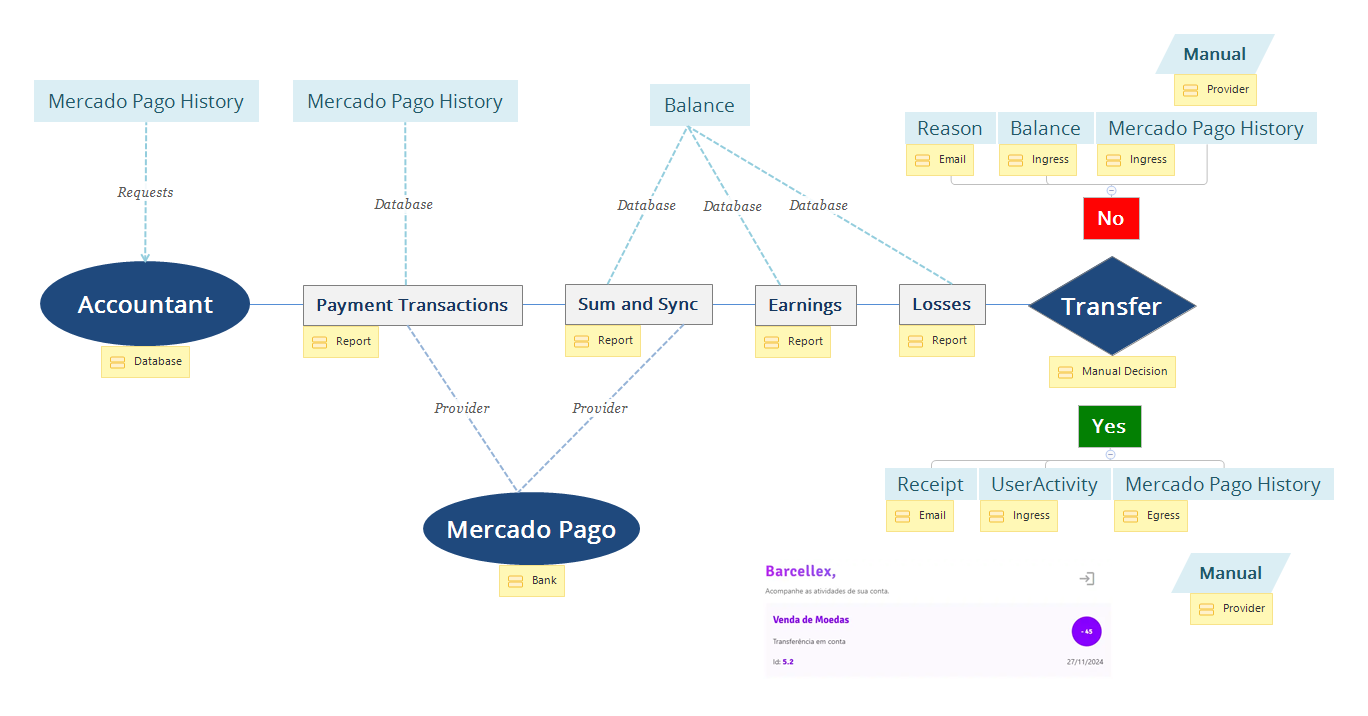 Manual
Provider
Mercado Pago History
Mercado Pago History
Balance
Reason
Balance
Mercado Pago History
Email
Ingress
Ingress
Requests
Database
Database
Database
Database
No
Accountant
Payment Transactions
Sum and Sync
Earnings
Losses
Transfer
Database
Report
Report
Report
Report
Manual Decision
Provider
Provider
Yes
Receipt
UserActivity
Mercado Pago History
Email
Ingress
Egress
Mercado Pago
Bank
Barcellex,
Acompanhe as atividades de sua conta.
Venda de Moedas
- 45
Transferência em conta
Id: 5.2
27/11/2024
Manual
Provider